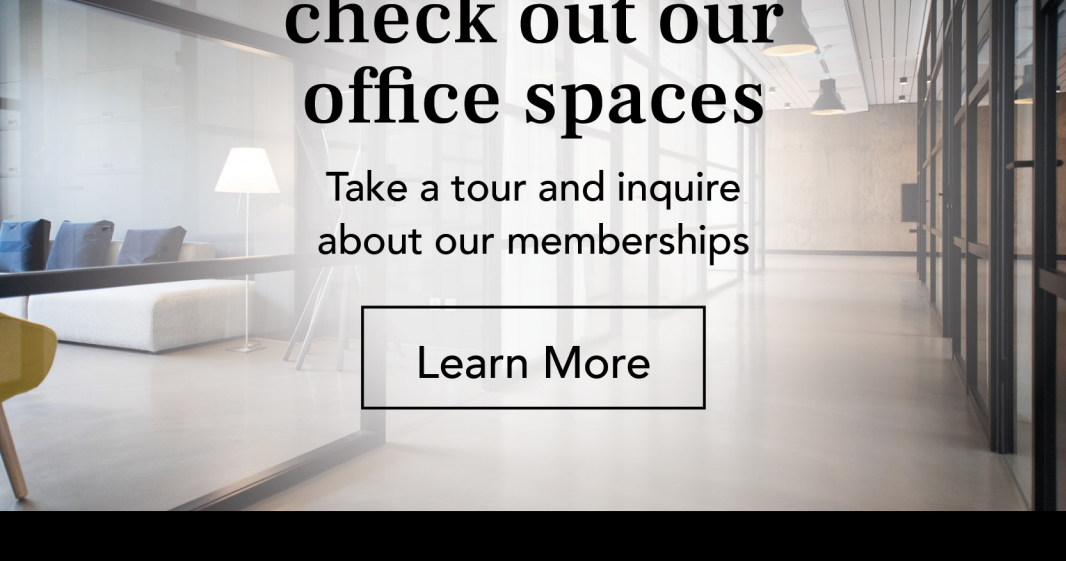 check out our
office spaces
Take a tour and inquire
about our memberships
Learn More